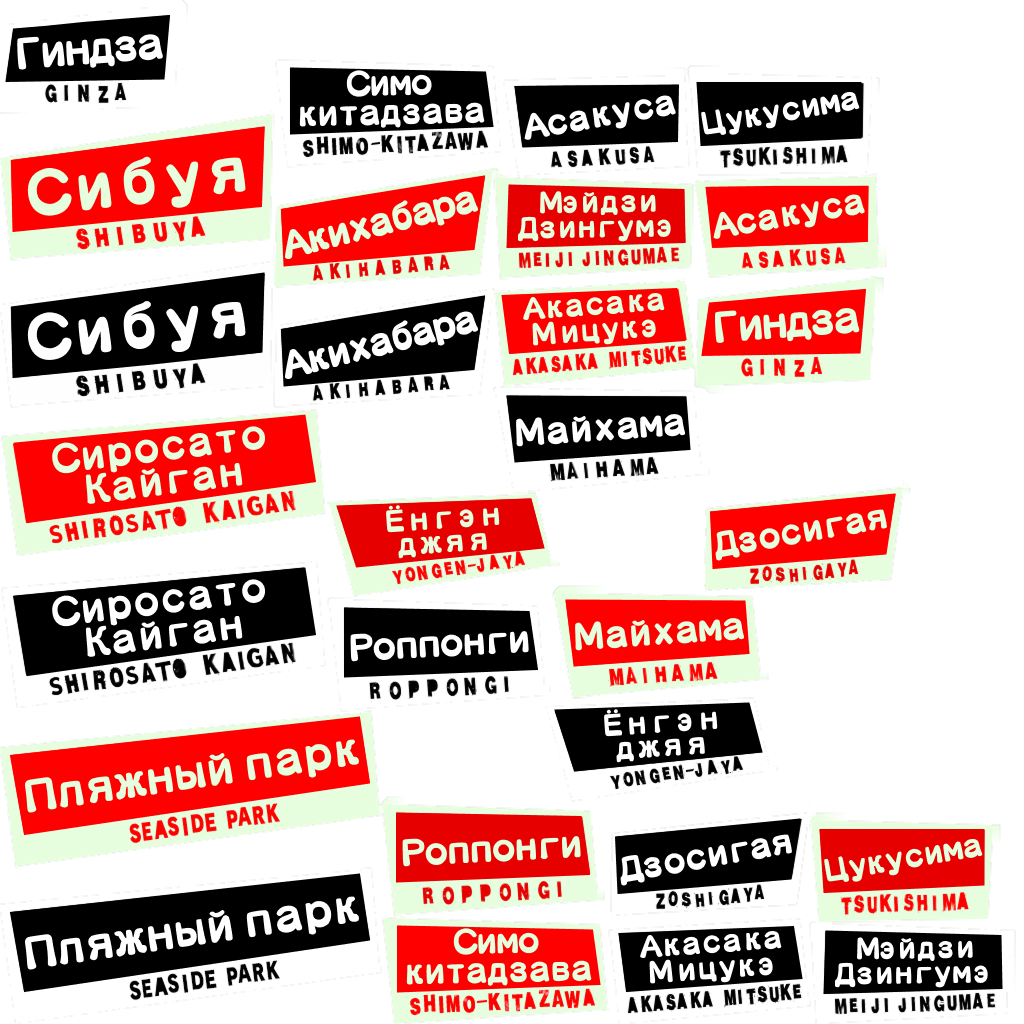 Гиндза
GINZA
Симо
китадзава
SHIMO-KITAZAWA
Асакуса
ASAKUSA
Цукусима
TSUKISHIMA
Сибуя
SHIBUYA
Акихабара
AKIHABARA
Мэйдзи
Дзингумэ
MEIJI JINGUMAE
Асакуса
ASAKUSA
Сибуя
SHIBUYA
Акихабара
AKIHABARA
Акасака
Мицукэ
AKASAKA MITSUKE
Гиндза
GINZA
Майхама
MAIHAMA
Сиросато
Кайган
SHIROSATO KAIGAN
Ёнгэн
джяя
YONGEN-JAYA
Дзосигая
ZOSHIGAYA
Сиросато
Кайган
SHIROSATO KAIGAN
Роппонги
ROPPONGI
Майхама
MAIHAMA
Ёнгэн
джяя
YONGEN-JAYA
Пляжный парк
SEASIDE PARK
Роппонги
ROPPONGI
Дзосигая
ZOSHIGAYA
Цукусима
TSUKISHIMA
Пляжный парк
SEASIDE PARK
Симо
китадзава
SHIMO-KITAZAWA
Акасака
Мицукэ
AKASAKA MITSUKE
Мэйдзи
Дзингумэ
MEIJI JINGUMAE